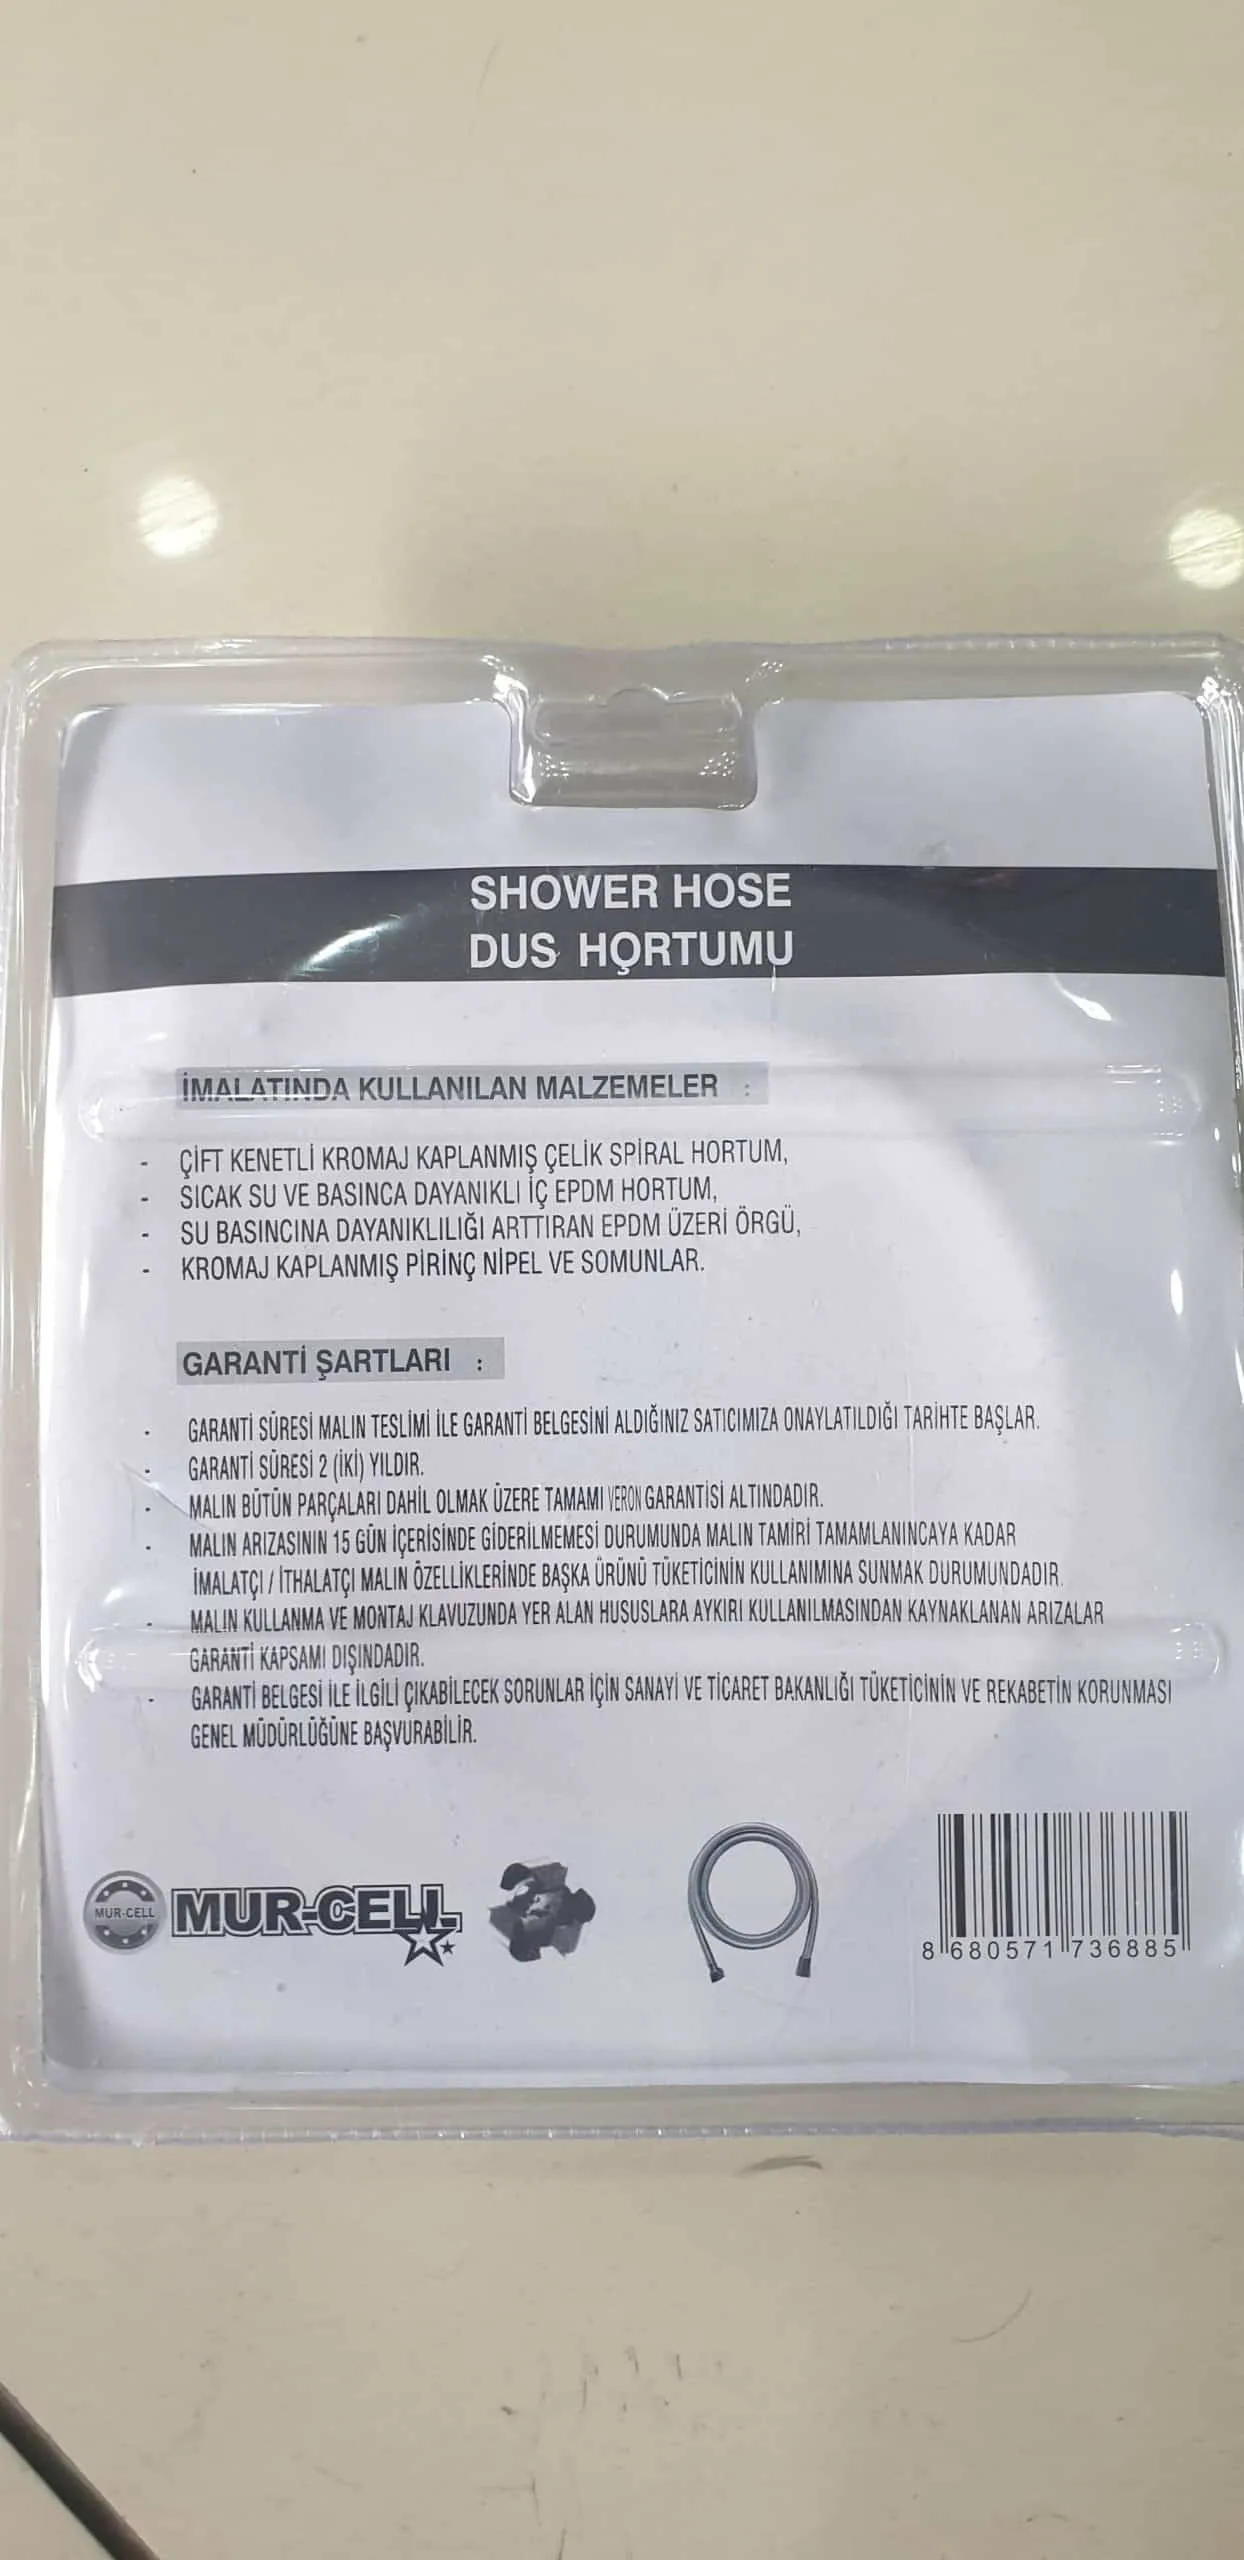 SHOWER HOSE
DUS HORTUMU
İMALATINDA KULLANILAN MALZEMELER :
- ÇİFT KENETLİ KROMAJ KAPLANMIŞ ÇELİK SPİRAL HORTUM,
- SICAK SU VE BASINCA DAYANIKLI İÇ EPDM HORTUM,
- SU BASINCINA DAYANIKLILIĞI ARTTIRAN EPDM ÜZERİ ÖRGÜ,
- KROMAJ KAPLANMIŞ PİRİNÇ NİPEL VE SOMUNLAR.
GARANTİ ŞARTLARI :
- GARANTİ SÜRESİ MALIN TESLİMİ İLE GARANTİ BELGESİNİ ALDIĞINIZ SATICIMIZA ONAYLATILDIĞI TARİHTE BAŞLAR.
- GARANTİ SÜRESİ 2 (İKİ) YILDIR.
- MALIN BÜTÜN PARÇALARI DAHİL OLMAK ÜZERE TAMAMI VERON GARANTİSİ ALTINDADIR.
- MALIN ARIZASININ 15 GÜN İÇERİSİNDE GİDERİLMEMESİ DURUMUNDA MALIN TAMİRİ TAMAMLANINCAYA KADAR
İMALATÇI / İTHALATÇI MALIN ÖZELLİKLERİNDE BAŞKA ÜRÜNÜ TÜKETİCİNİN KULLANIMINA SUNMAK DURUMUNDADIR.
- MALIN KULLANMA VE MONTAJ KLAVUZUNDA YER ALAN HUSUSLARA AYKIRI KULLANILMASINDAN KAYNAKLANAN ARIZALAR
GARANTİ KAPSAMI DIŞINDADIR.
- GARANTİ BELGESİ İLE İLGİLİ ÇIKABİLECEK SORUNLAR İÇİN SANAYİ VE TİCARET BAKANLIĞI TÜKETİCİNİN VE REKABETİN KORUNMASI
GENEL MÜDÜRLÜĞÜNE BAŞVURABİLİR.
MUR-CELL
MUR-CELL
8 680571 736885